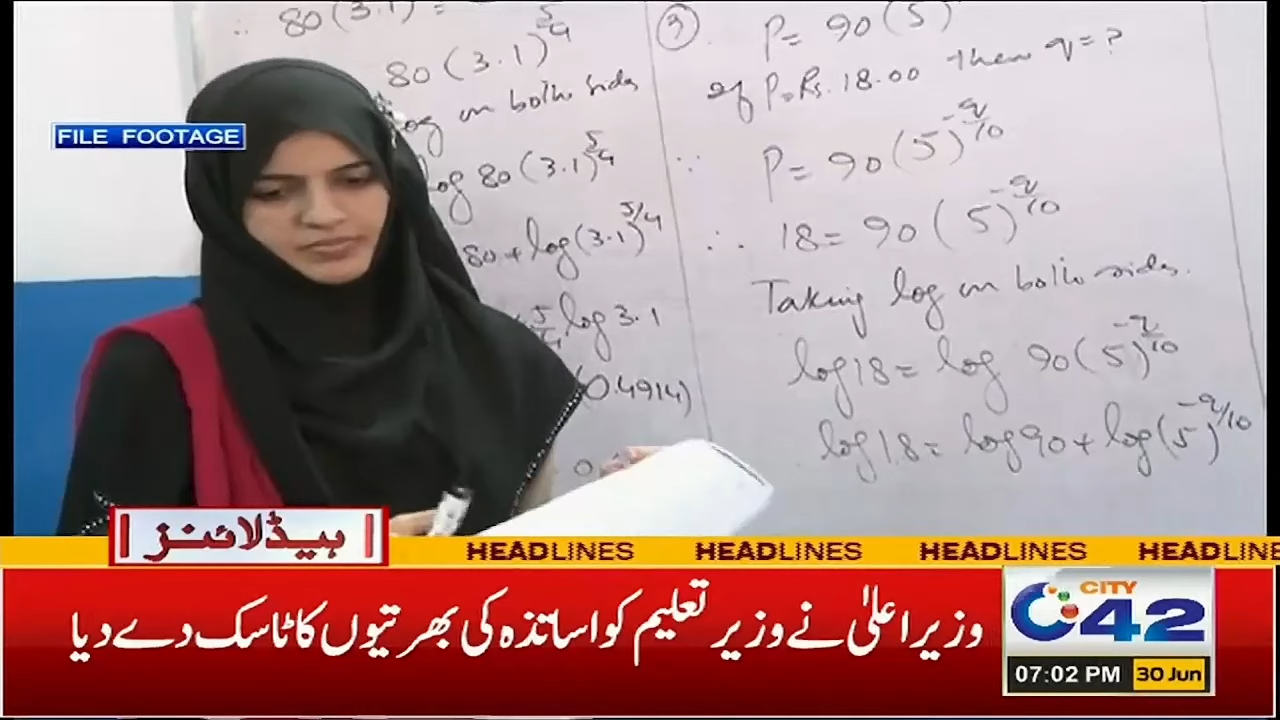 ∴ 80(3.1) =
80(3.1)^5/4
log on both sides
log 80(3.1)^5/4
80 + log(3.1)^5/4
5/4 log 3.1
(0.4914)
3 P = 90(5)
If P = Rs. 18.00 then q = ?
∵ P = 90(5)^-q/10
∴ 18 = 90(5)^-q/10
Taking log on both sides.
log 18 = log 90(5)^-q/10
log 18 = log 90 + log(5)^-q/10
FILE FOOTAGE
ہیڈلائنز
HEADLINES HEADLINES HEADLINES HEADLINE
وزیراعلیٰ نے وزیر تعلیم کو اساتذہ کی بھرتیوں کا ٹاسک دے دیا
CITY
42
07:02 PM 30 Jun